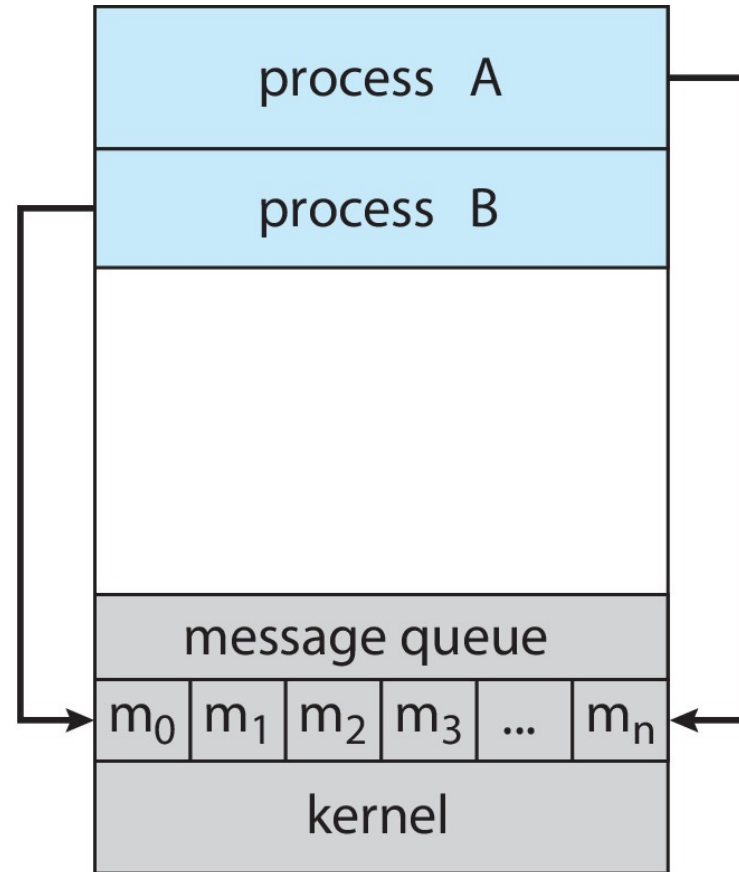 process A
process B
message queue
m₀ m₁ m₂ m₃ ... mₙ
kernel